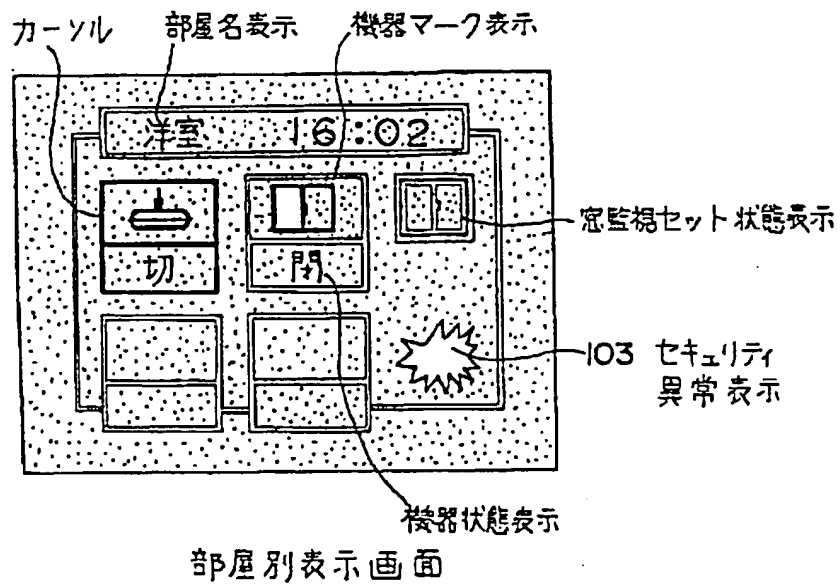 カーソル 部屋名表示 機器マーク表示
洋室 16:02
窓監視セット状態表示
切 閉
103 セキュリティ
異常表示
機器状態表示
部屋別表示画面